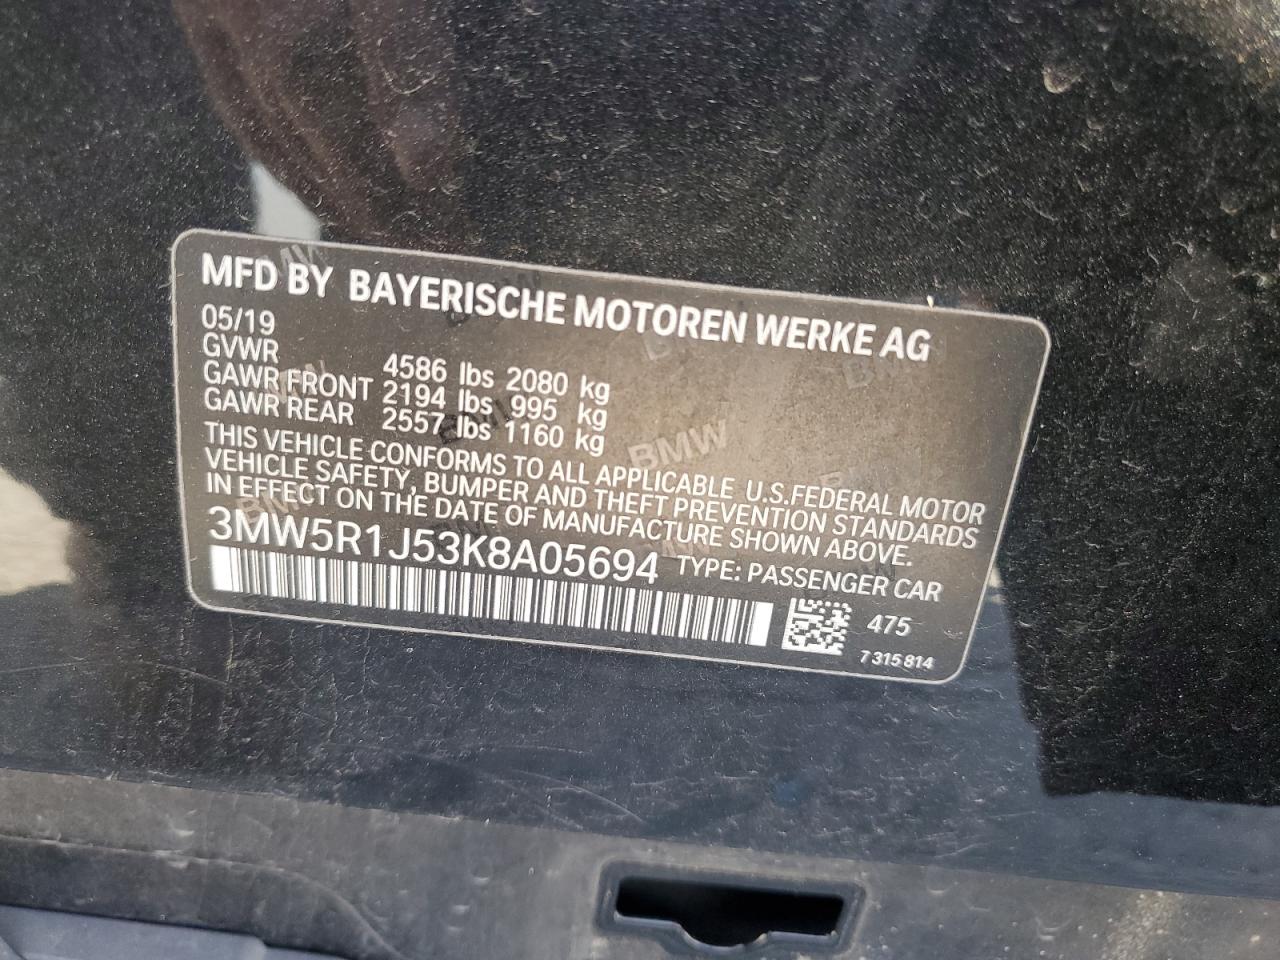 MFD BY BAYERISCHE MOTOREN WERKE AG
05/19
GVWR 4586 lbs 2080 kg
GAWR FRONT 2194 lbs 995 kg
GAWR REAR 2557 lbs 1160 kg
THIS VEHICLE CONFORMS TO ALL APPLICABLE U.S.FEDERAL MOTOR
VEHICLE SAFETY, BUMPER AND THEFT PREVENTION STANDARDS
IN EFFECT ON THE DATE OF MANUFACTURE SHOWN ABOVE.
3MW5R1J53K8A05694 TYPE: PASSENGER CAR
475
7 315 814
BMW